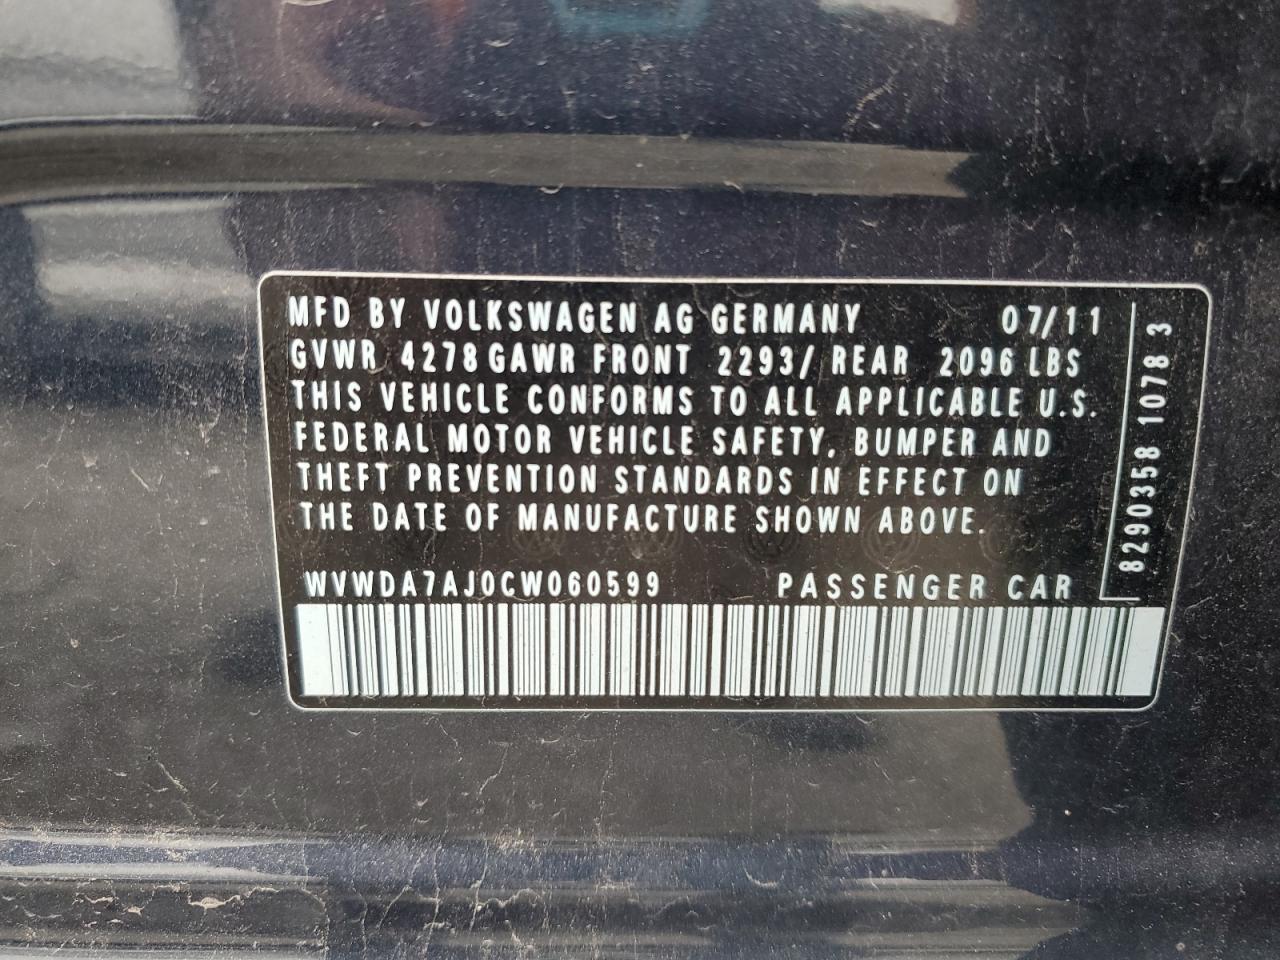 MFD BY VOLKSWAGEN AG GERMANY 07/11
GVWR 4278 GAWR FRONT 2293/ REAR 2096 LBS
THIS VEHICLE CONFORMS TO ALL APPLICABLE U.S.
FEDERAL MOTOR VEHICLE SAFETY, BUMPER AND
THEFT PREVENTION STANDARDS IN EFFECT ON
THE DATE OF MANUFACTURE SHOWN ABOVE.
WVWDA7AJ0CW060599 PASSENGER CAR
8290358 1078 3